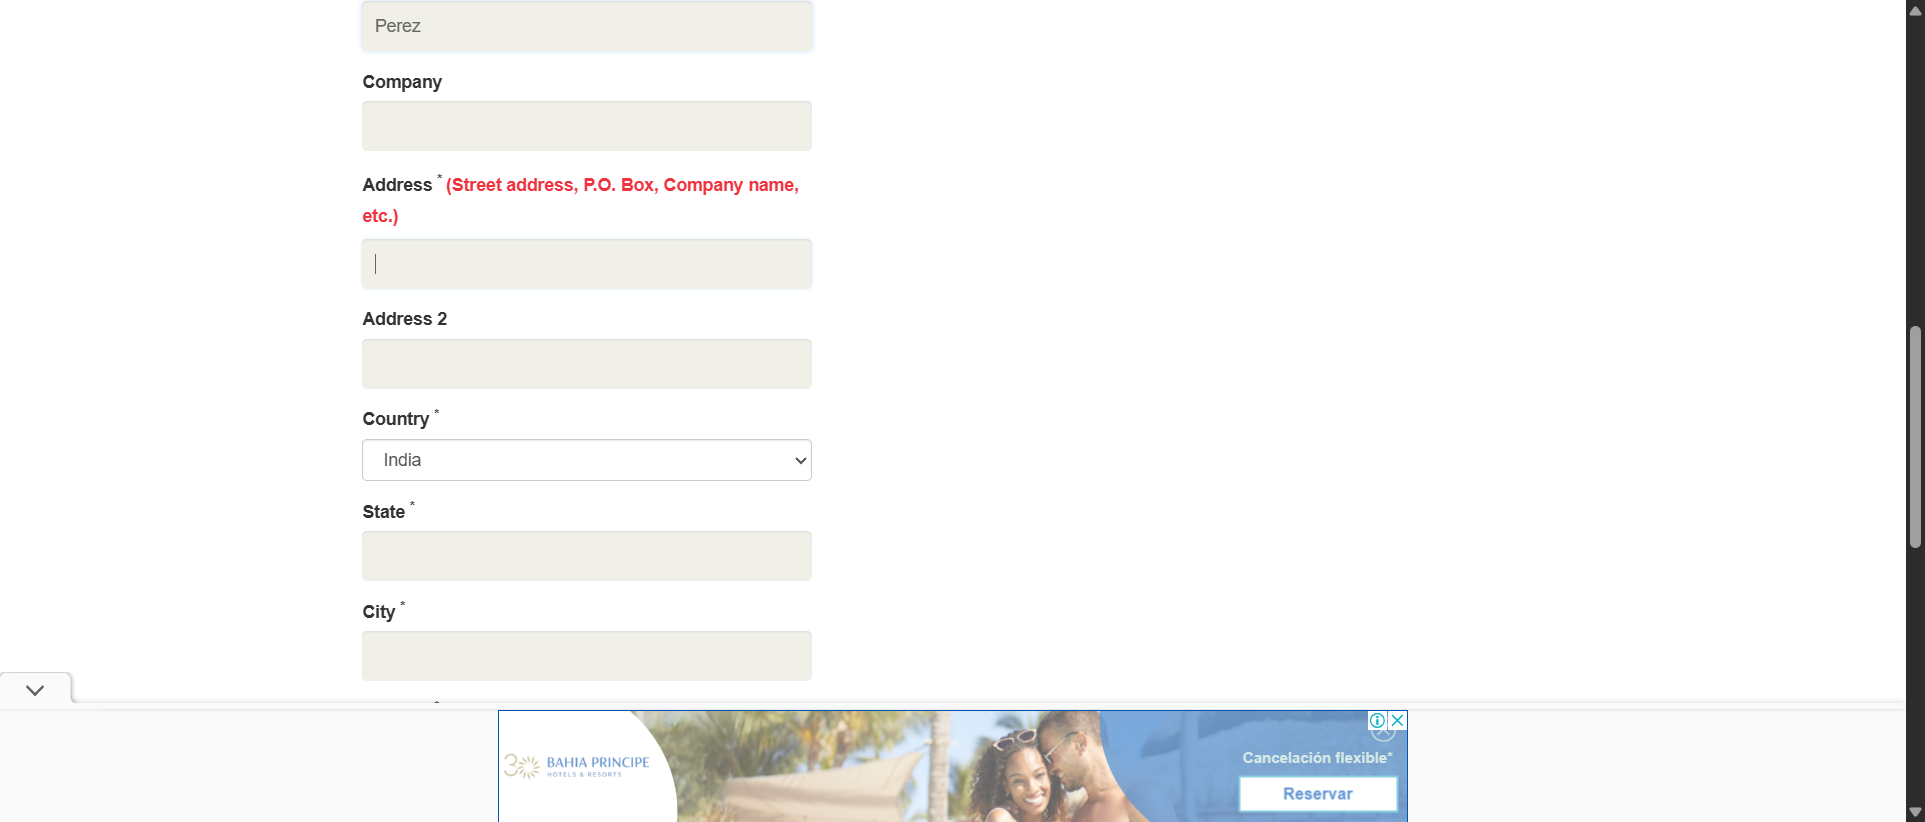 Perez
Company
Address * (Street address, P.O. Box, Company name,
etc.)
Address 2
Country *
India
State *
City *
*
30 BAHIA PRINCIPE
HOTELS & RESORTS
Cancelación flexible*
Reservar